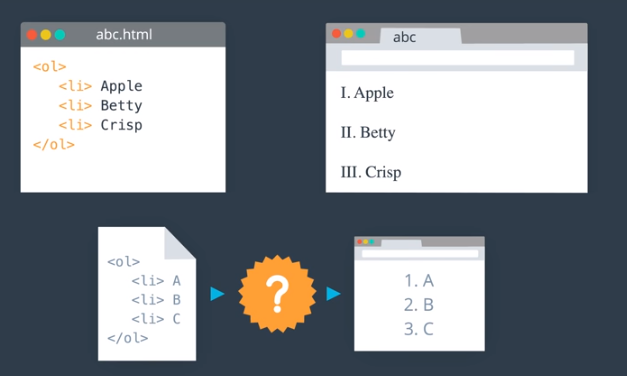 abc.html
<ol>
<li> Apple
<li> Betty
<li> Crisp
</ol>
abc
I. Apple
II. Betty
III. Crisp
<ol>
<li> A
<li> B
<li> C
</ol>
?
1. A
2. B
3. C